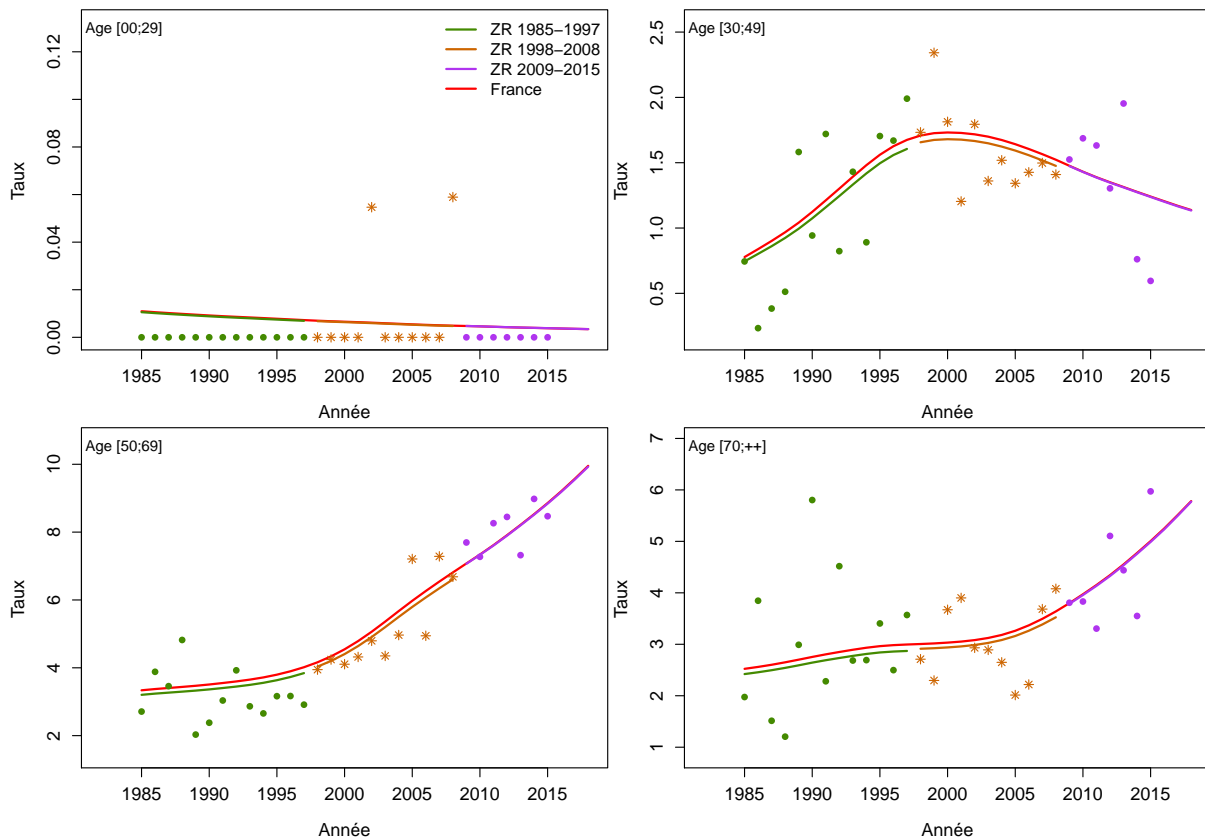 Age [00;29]
ZR 1985−1997
ZR 1998−2008
ZR 2009−2015
France
0.12
0.08
0.04
0.00
Taux
1985 1990 1995 2000 2005 2010 2015
Année
Age [30;49]
2.5
2.0
1.5
1.0
0.5
Taux
1985 1990 1995 2000 2005 2010 2015
Année
Age [50;69]
10
8
6
4
2
Taux
1985 1990 1995 2000 2005 2010 2015
Année
Age [70;++]
7
6
5
4
3
2
1
Taux
1985 1990 1995 2000 2005 2010 2015
Année